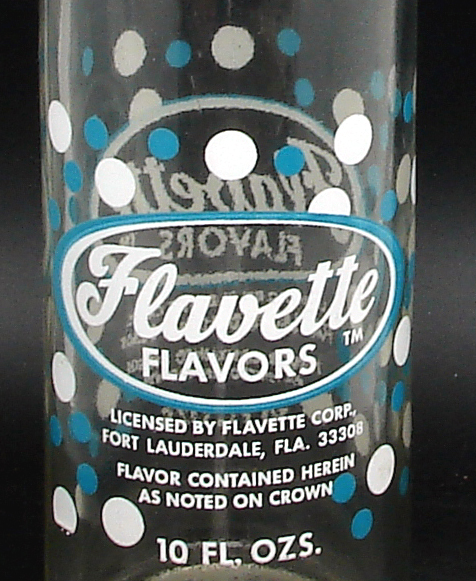 Flavette
TM
FLAVORS
LICENSED BY FLAVETTE CORP.,
FORT LAUDERDALE, FLA. 33308
FLAVOR CONTAINED HEREIN
AS NOTED ON CROWN
10 FL. OZS.